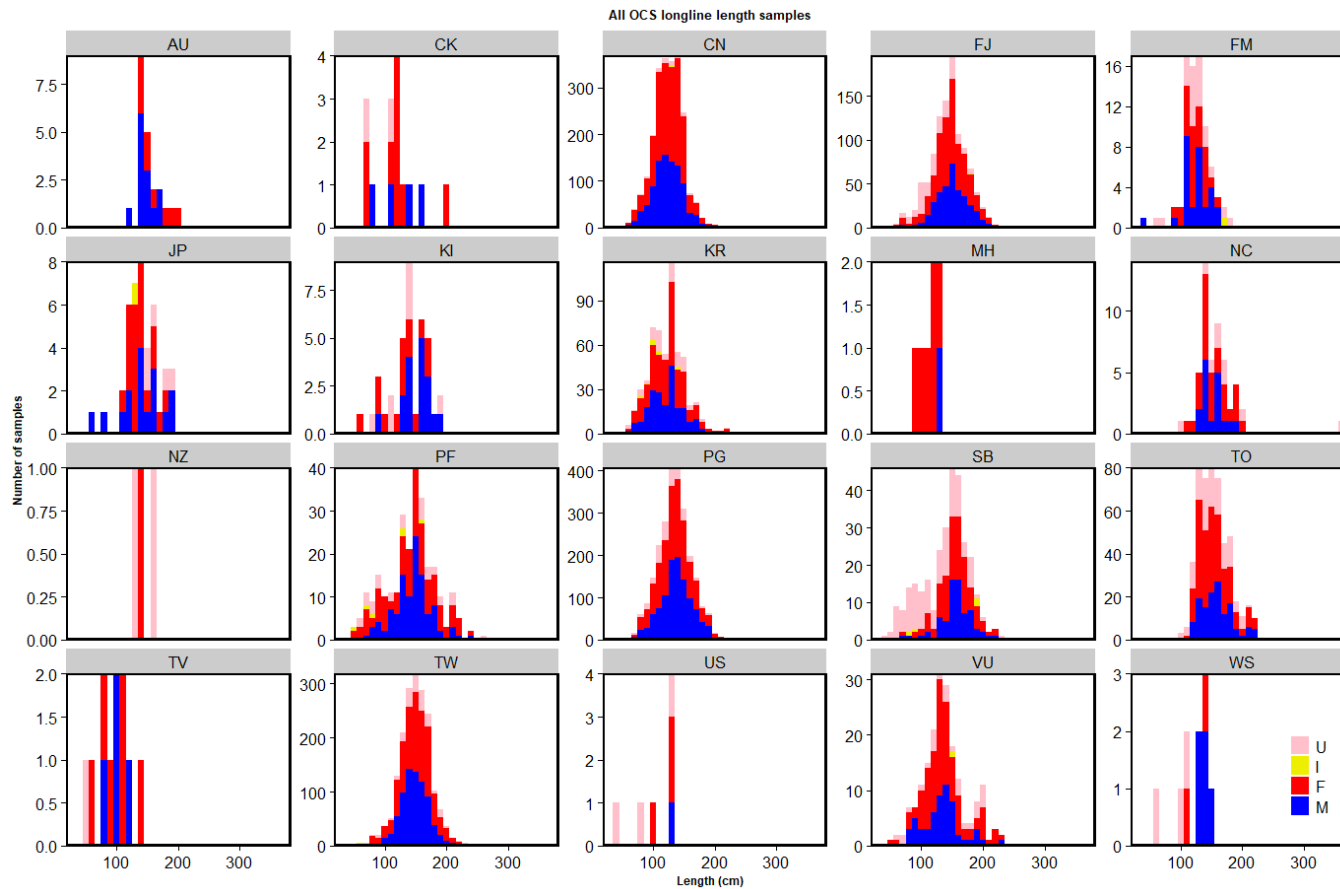 All OCS longline length samples
AU CK CN FJ FM
7.5 5.0 2.5 0.0
4 3 2 1 0
300 200 100 0
150 100 50 0
16 12 8 4 0
JP KI KR MH NC
8 6 4 2 0
7.5 5.0 2.5 0.0
90 60 30 0
2.0 1.5 1.0 0.5 0.0
10 5 0
NZ PF PG SB TO
1.00 0.75 0.50 0.25 0.00
40 30 20 10 0
400 300 200 100 0
40 30 20 10 0
80 60 40 20 0
TV TW US VU WS
2.0 1.5 1.0 0.5 0.0
300 200 100 0
4 3 2 1 0
30 20 10 0
3 2 1 0
U
I
F
M
100 200 300
100 200 300
100 200 300
100 200 300
100 200 300
Number of samples
Length (cm)